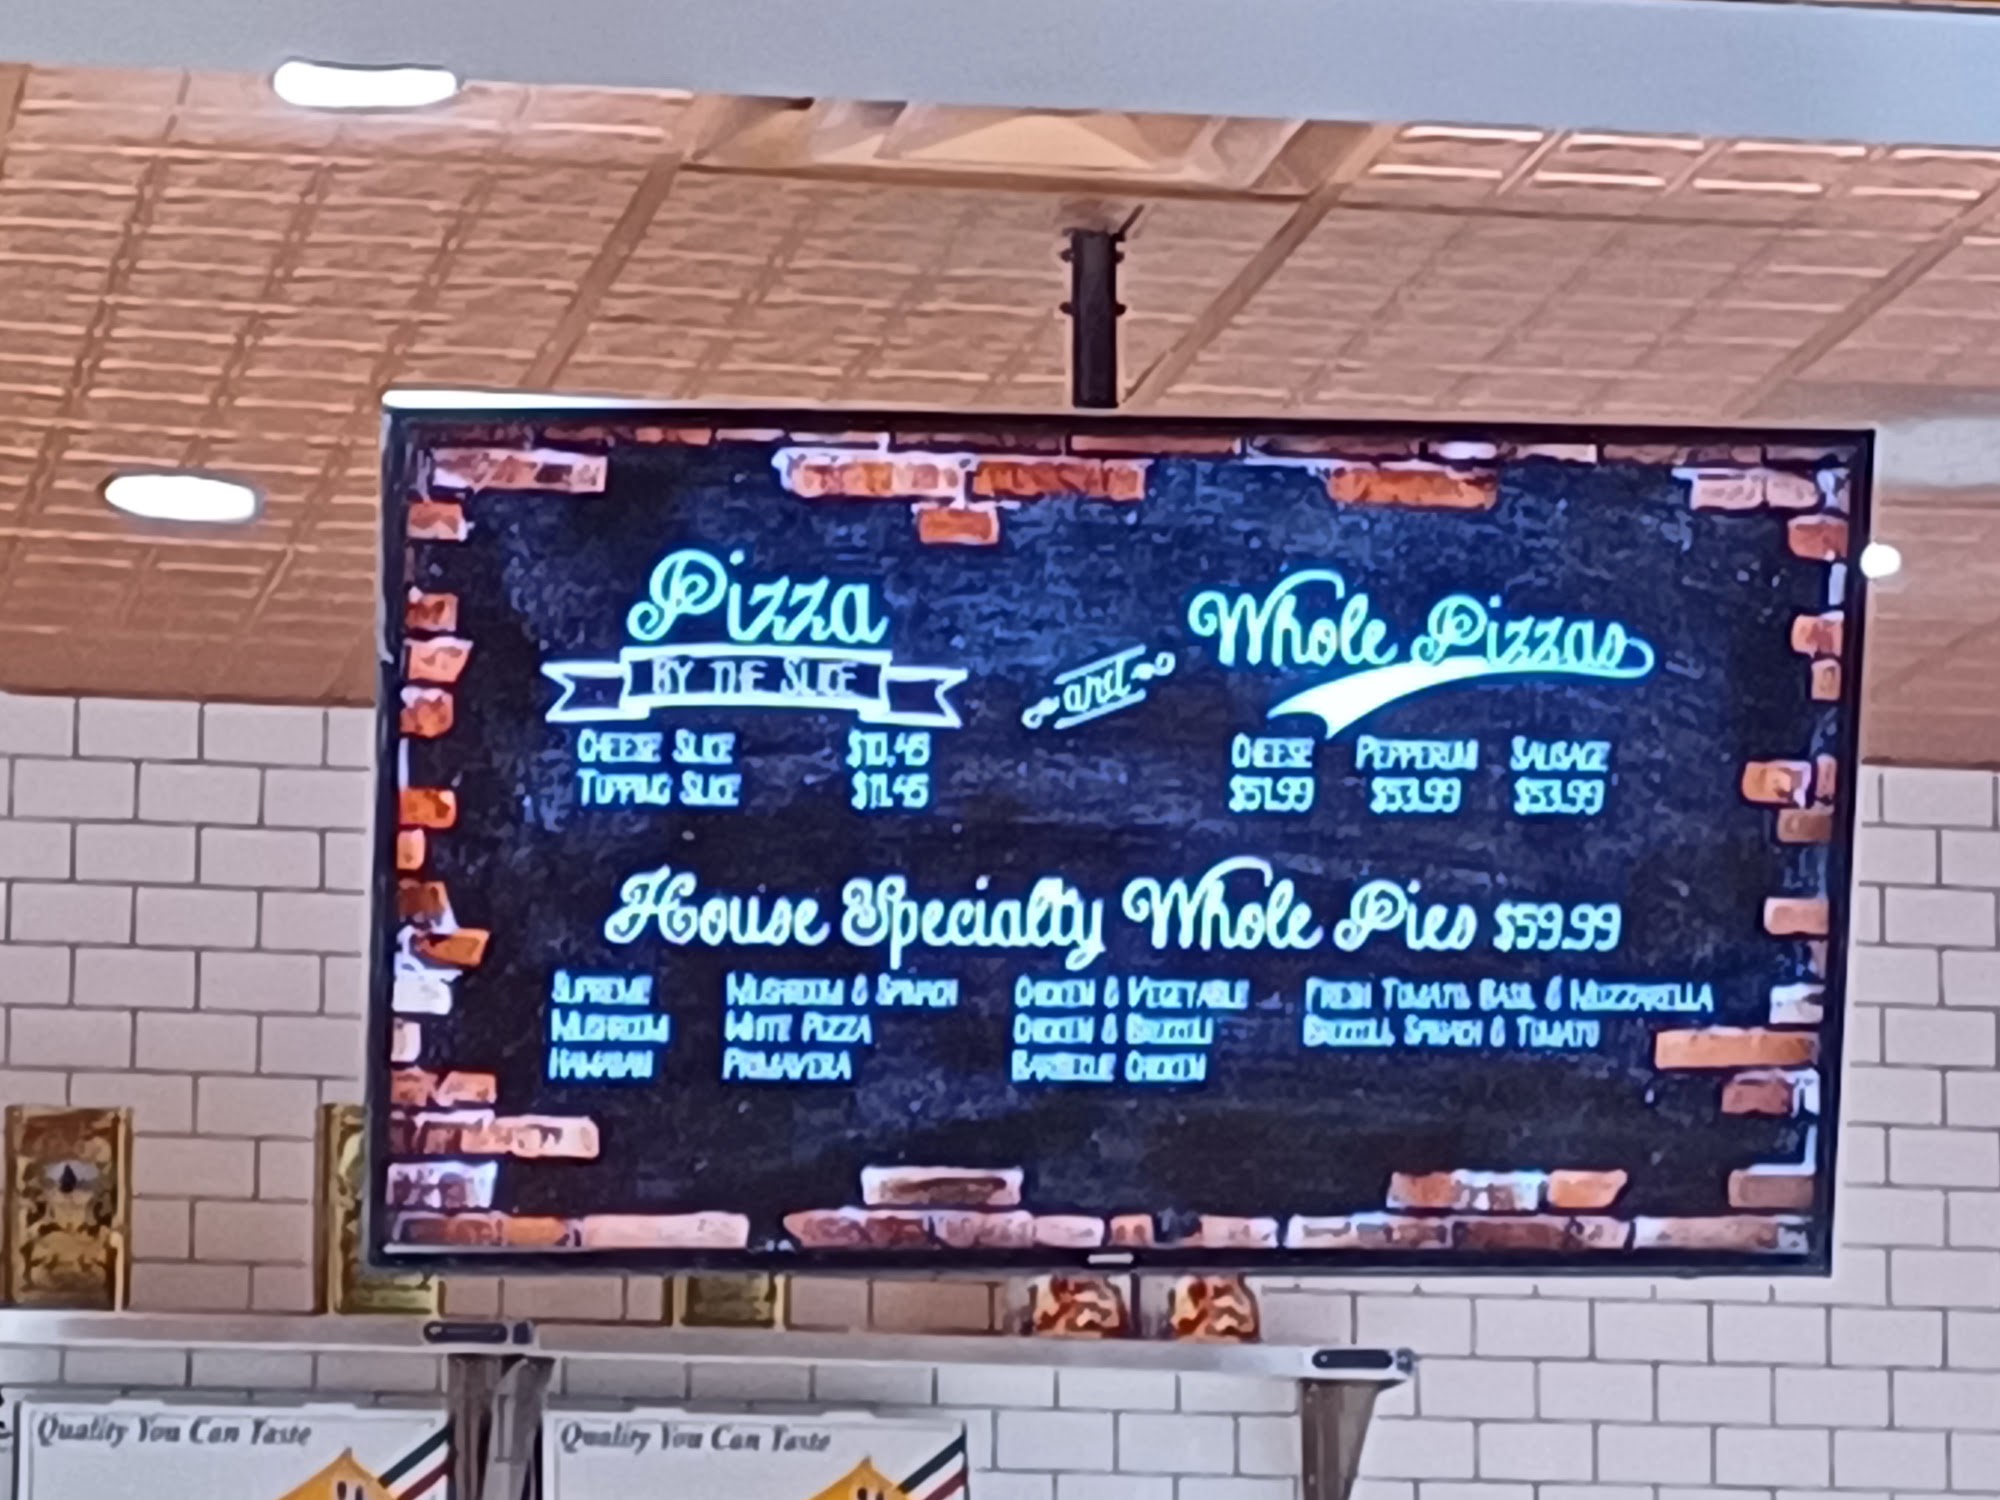 Pizza
BY THE SLICE
CHEESE SLICE $10.45
TOPPING SLICE $11.45
and
Whole Pizzas
CHEESE PEPPERONI SAUSAGE
$51.99 $53.99 $53.99
House Specialty Whole Pies $59.99
SUPREME
MUSHROOM
HAWAIIAN
MUSHROOM & SPINACH
WHITE PIZZA
PRIMAVERA
CHICKEN & VEGETABLE
CHICKEN & BROCCOLI
BARBECUE CHICKEN
FRESH TOMATO, BASIL & MOZZARELLA
BROCCOLI, SPINACH & TOMATO
Quality You Can Taste
Quality You Can Taste